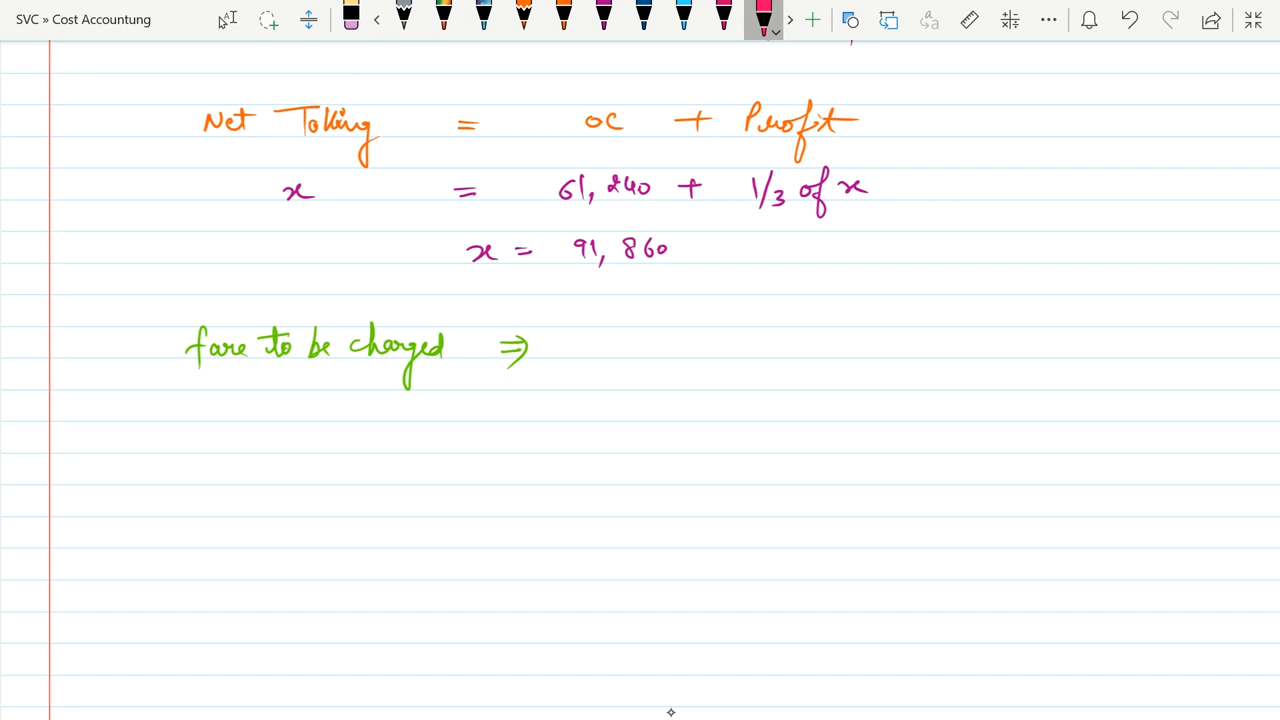 SVC » Cost Accountung
Net Taking = OC + Profit
x = 61,240 + 1/3 of x
x = 91,860
fare to be charged ⇒